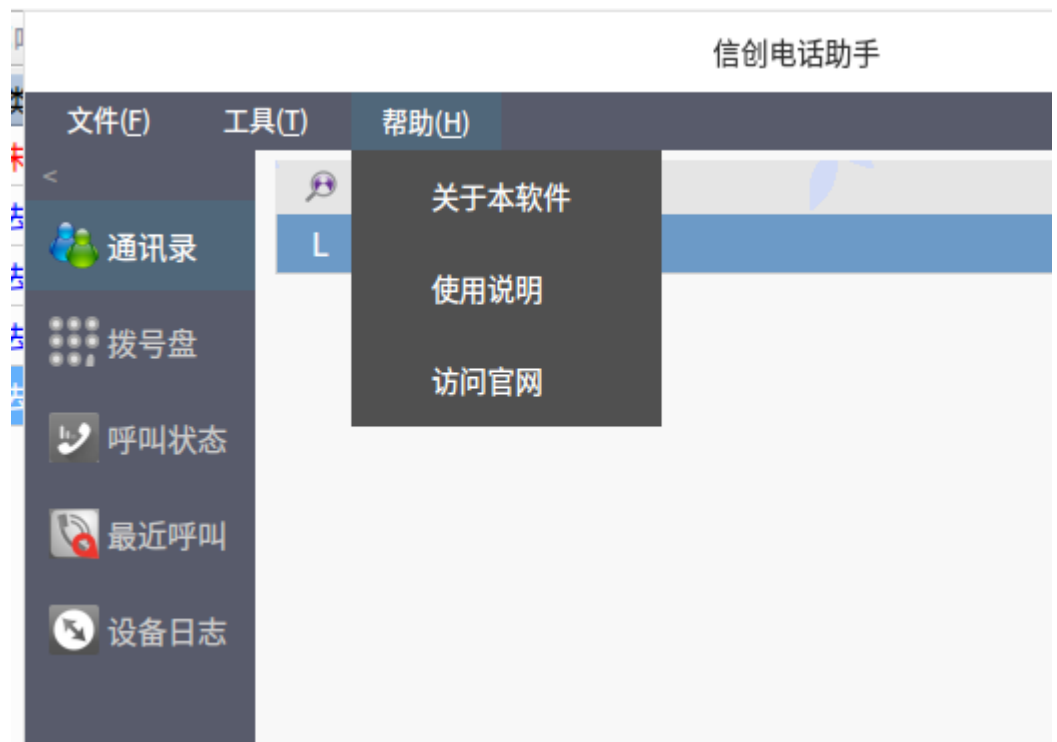 信创电话助手
文件(F) 工具(T) 帮助(H)
<
关于本软件
通讯录
L
使用说明
拨号盘
访问官网
呼叫状态
最近呼叫
设备日志